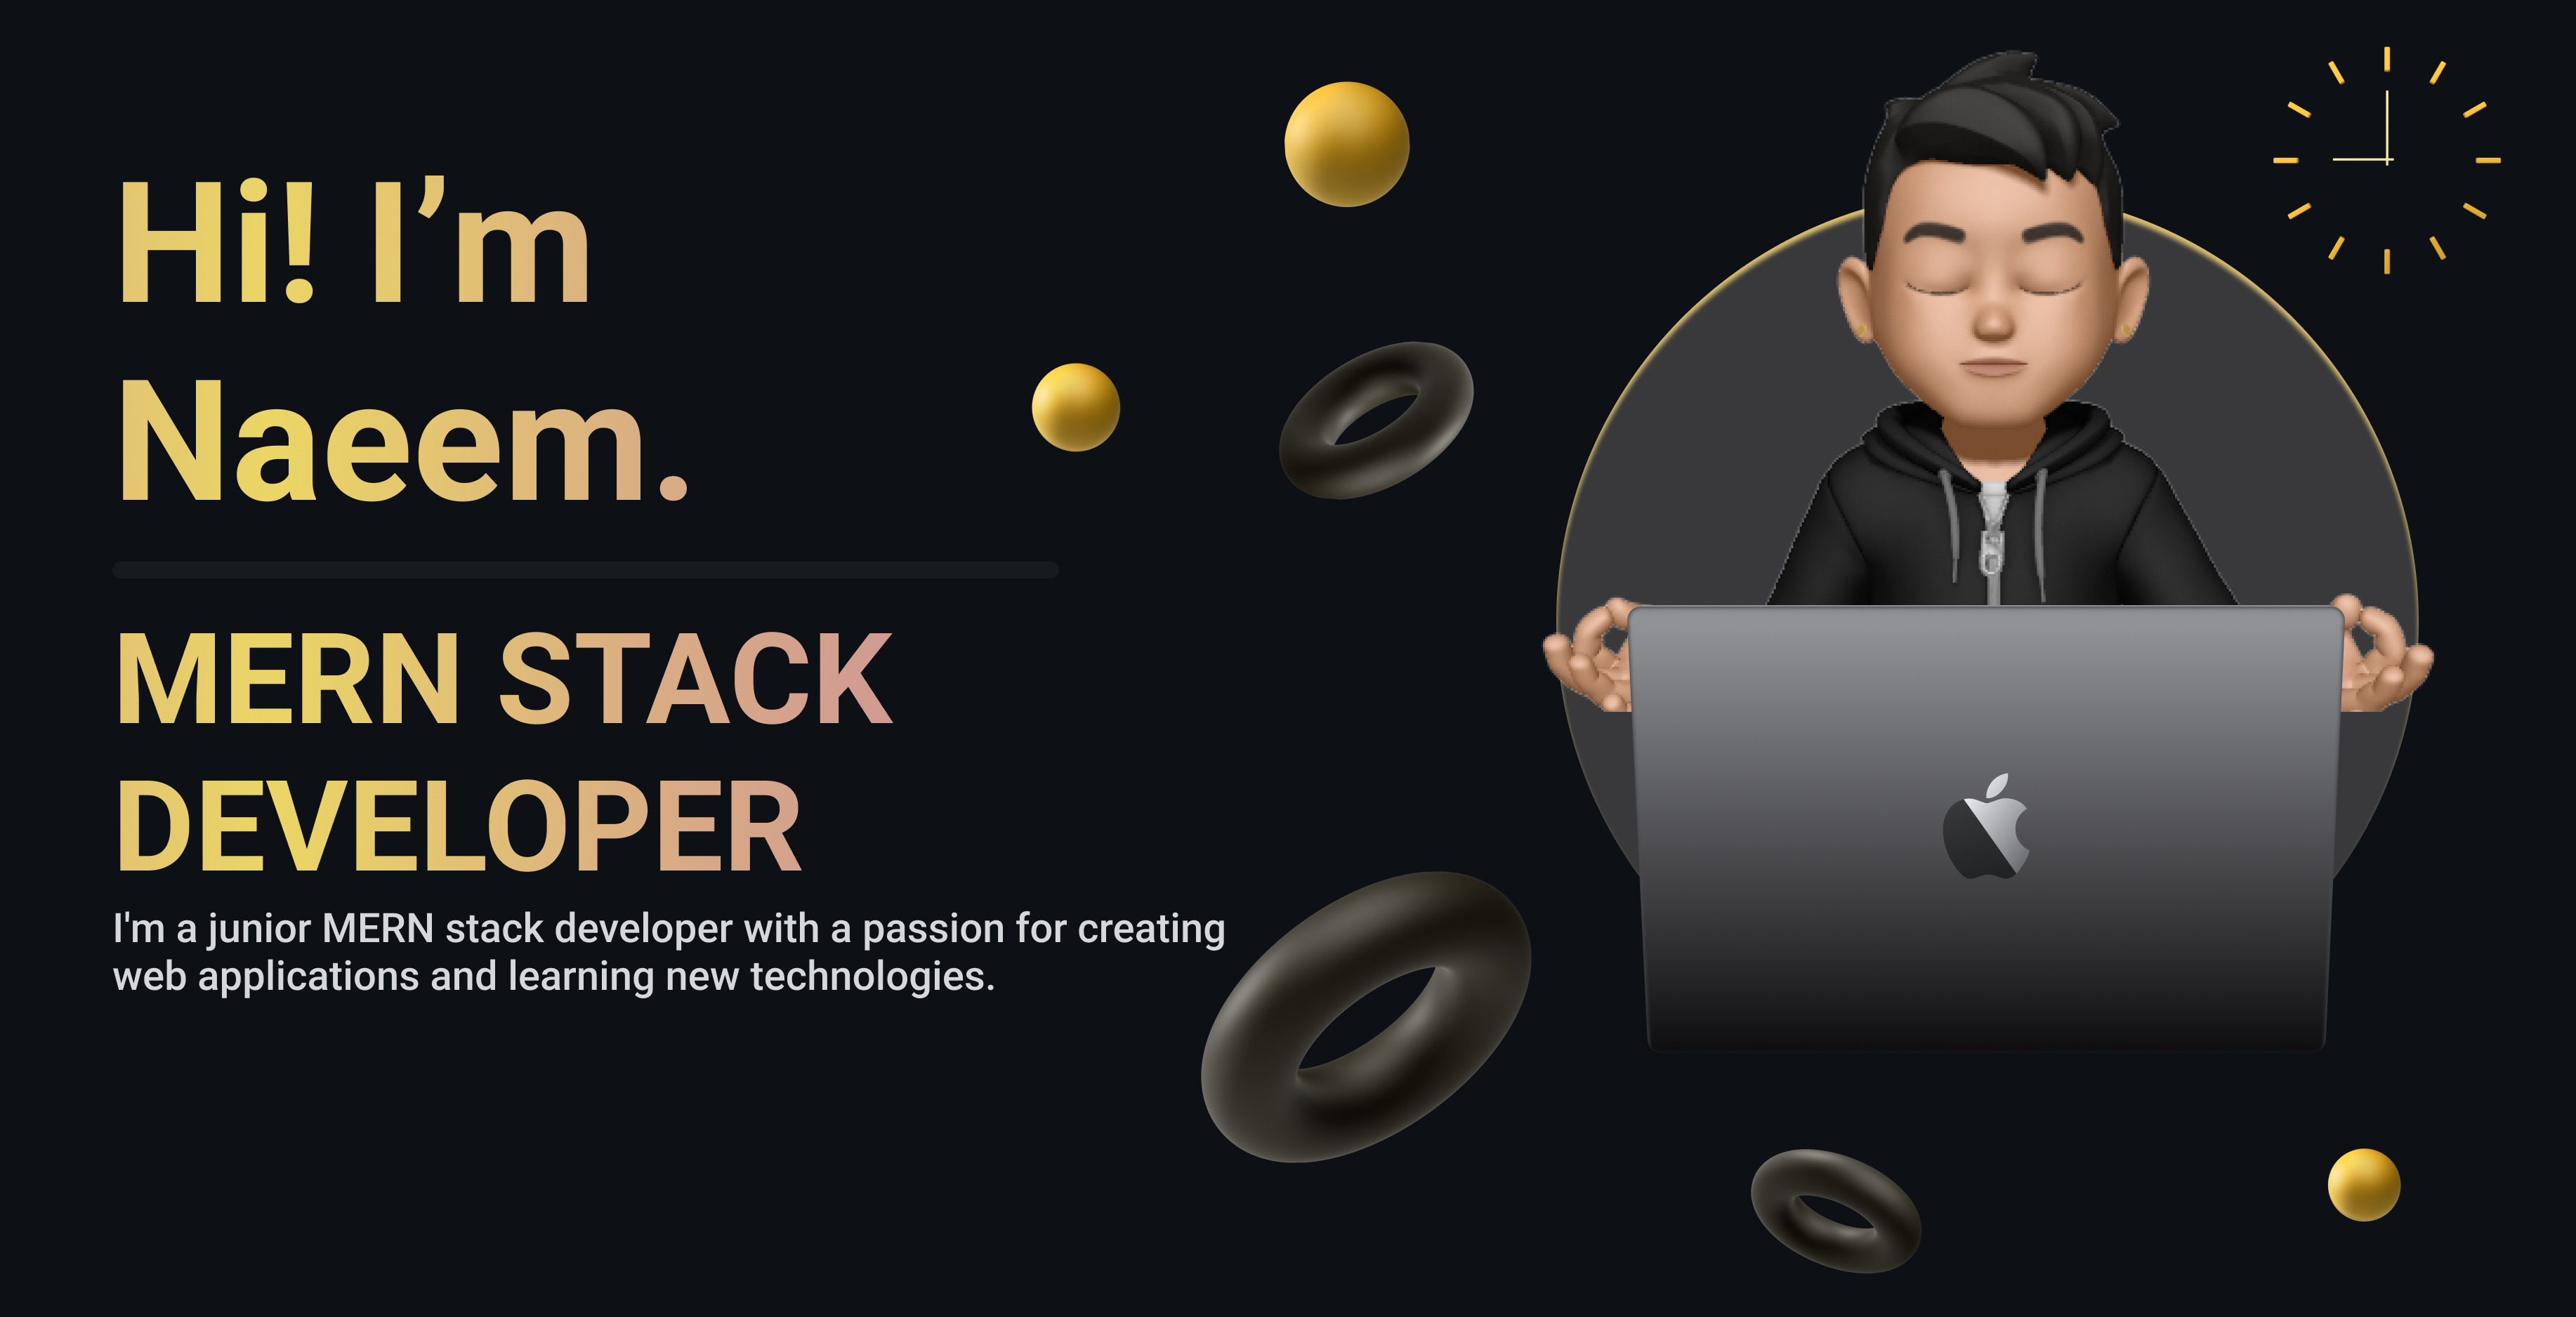 Hi! I’m
Naeem.
MERN STACK
DEVELOPER
I'm a junior MERN stack developer with a passion for creating
web applications and learning new technologies.